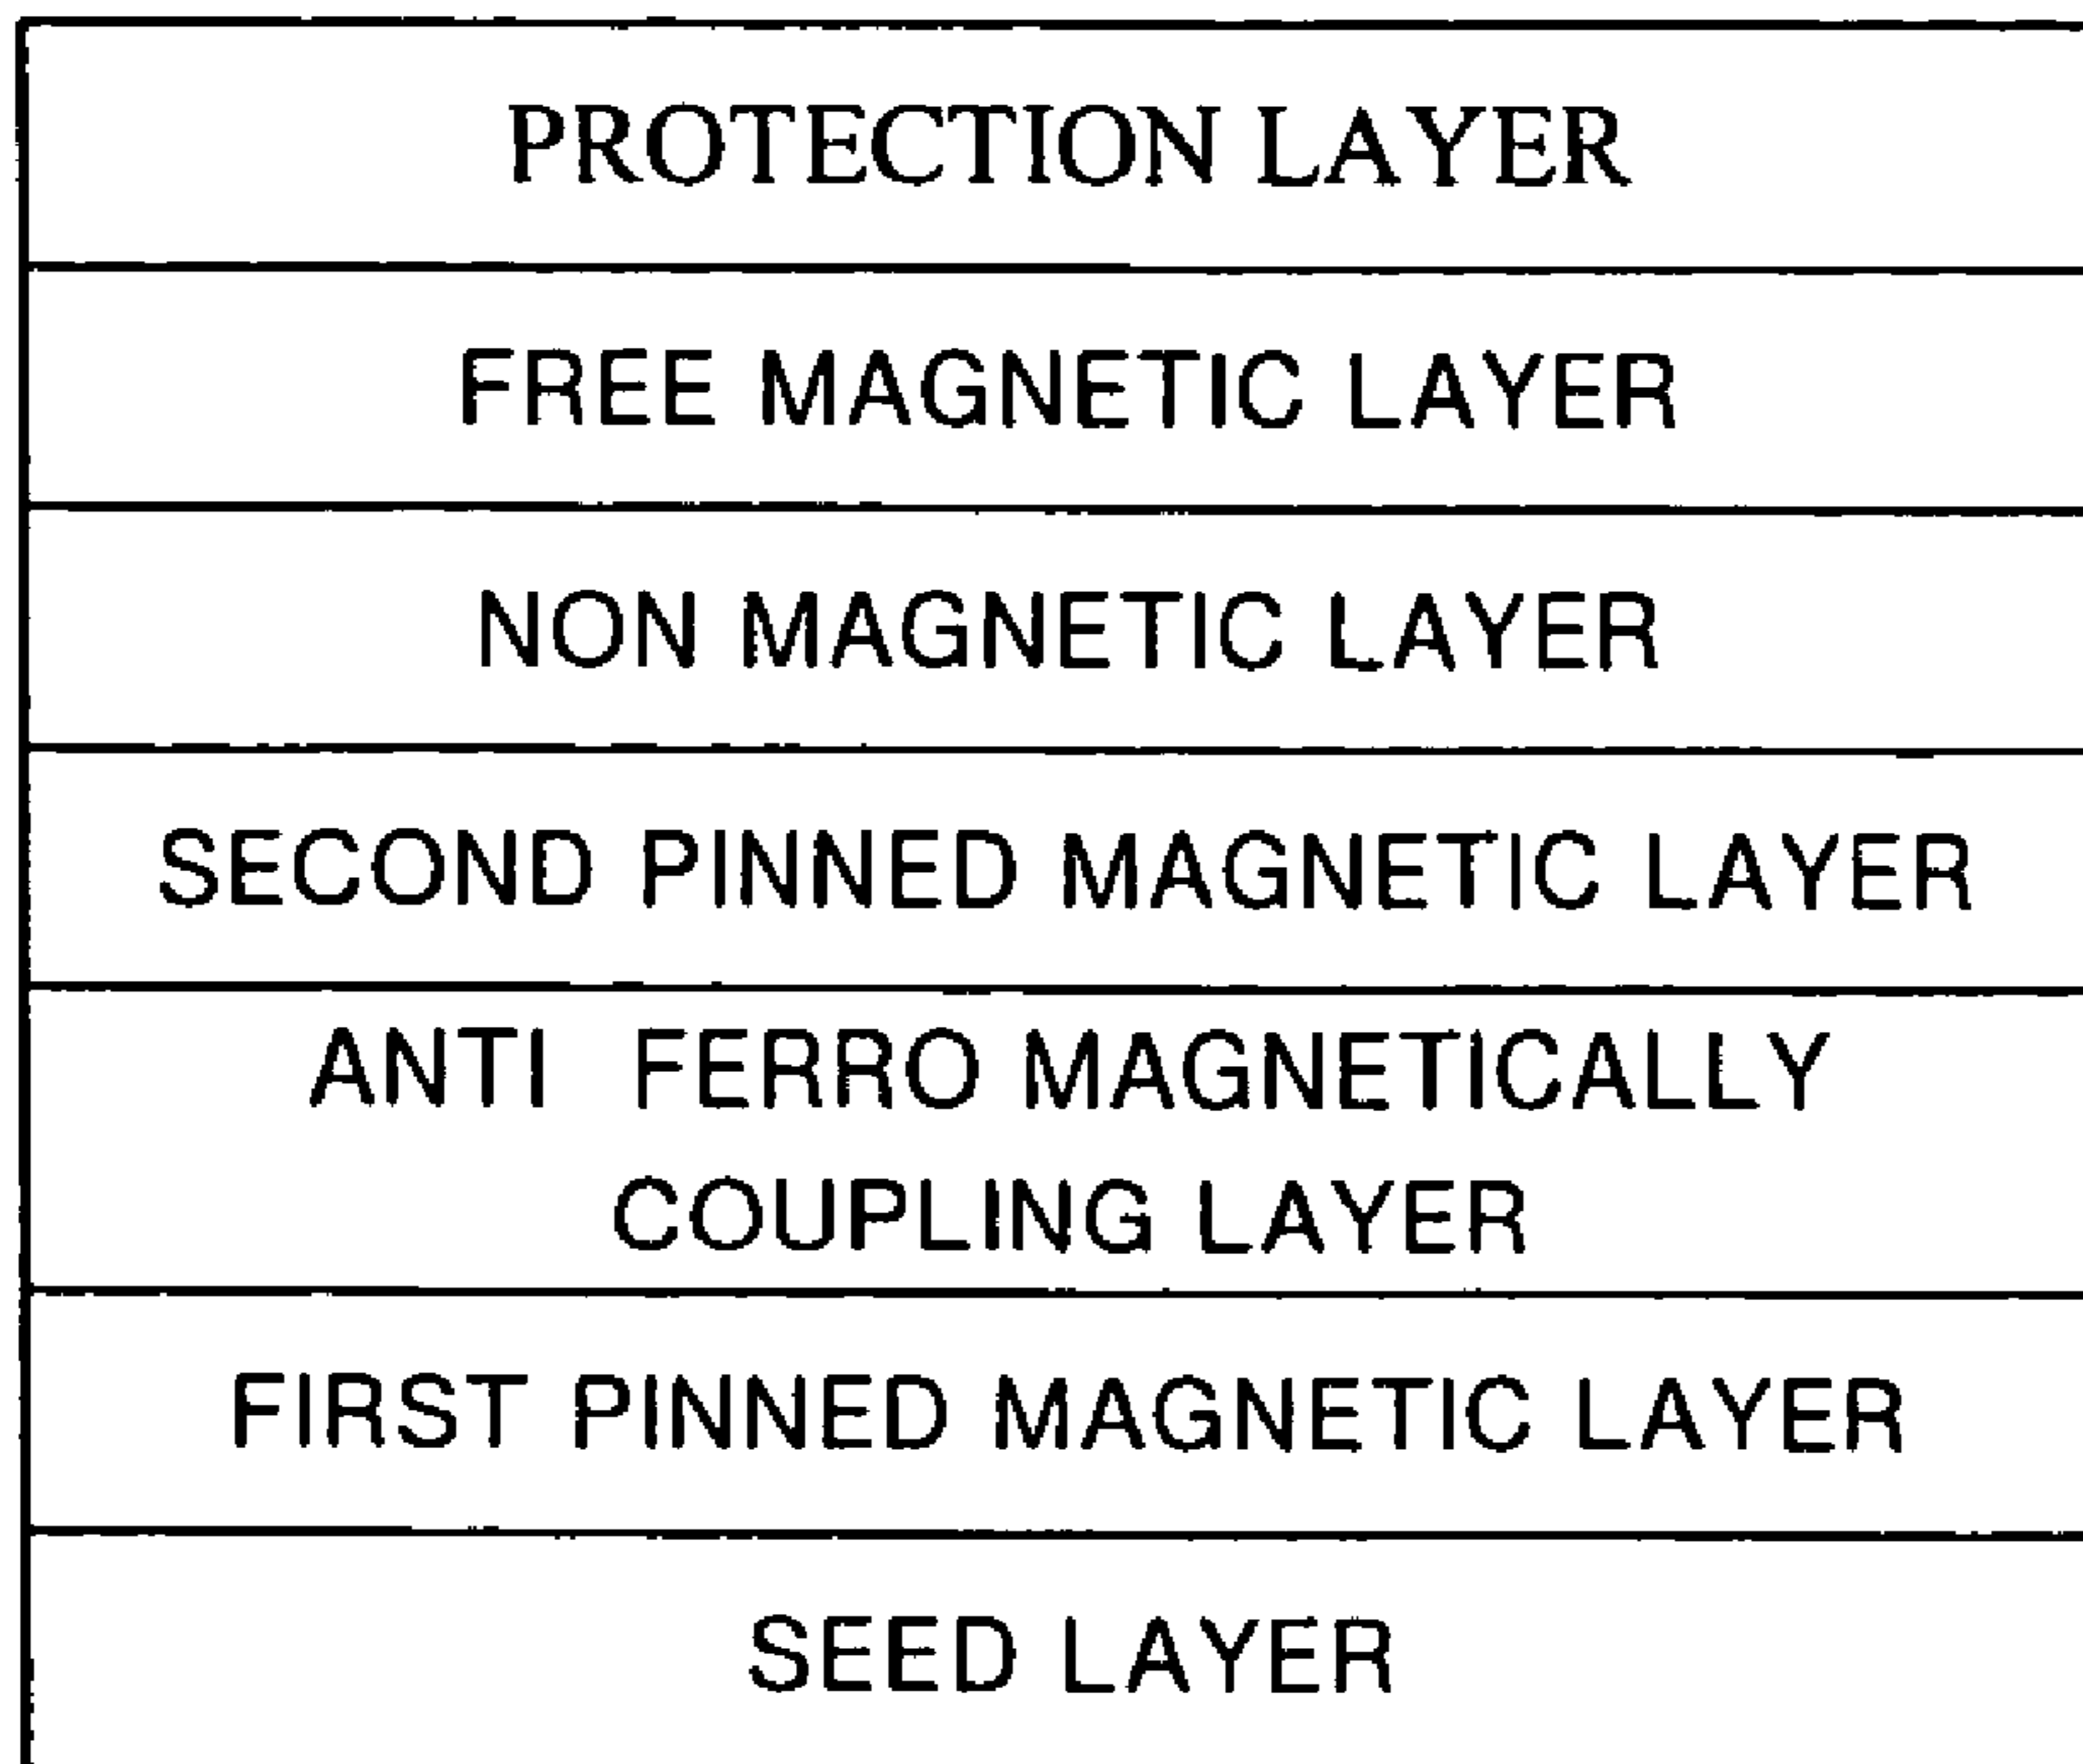 PROTECTION LAYER
FREE MAGNETIC LAYER
NON MAGNETIC LAYER
SECOND PINNED MAGNETIC LAYER
ANTI FERRO MAGNETICALLY
COUPLING LAYER
FIRST PINNED MAGNETIC LAYER
SEED LAYER